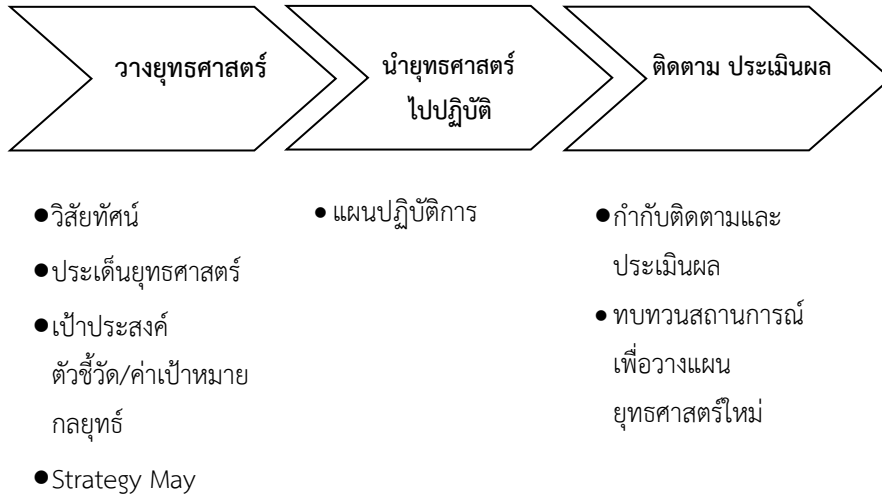 วางยุทธศาสตร์
นำยุทธศาสตร์
ไปปฏิบัติ
ติดตาม ประเมินผล
●วิสัยทัศน์
●ประเด็นยุทธศาสตร์
●เป้าประสงค์
ตัวชี้วัด/ค่าเป้าหมาย
กลยุทธ์
●Strategy May
● แผนปฏิบัติการ
●กำกับติดตามและ
ประเมินผล
● ทบทวนสถานการณ์
เพื่อวางแผน
ยุทธศาสตร์ใหม่